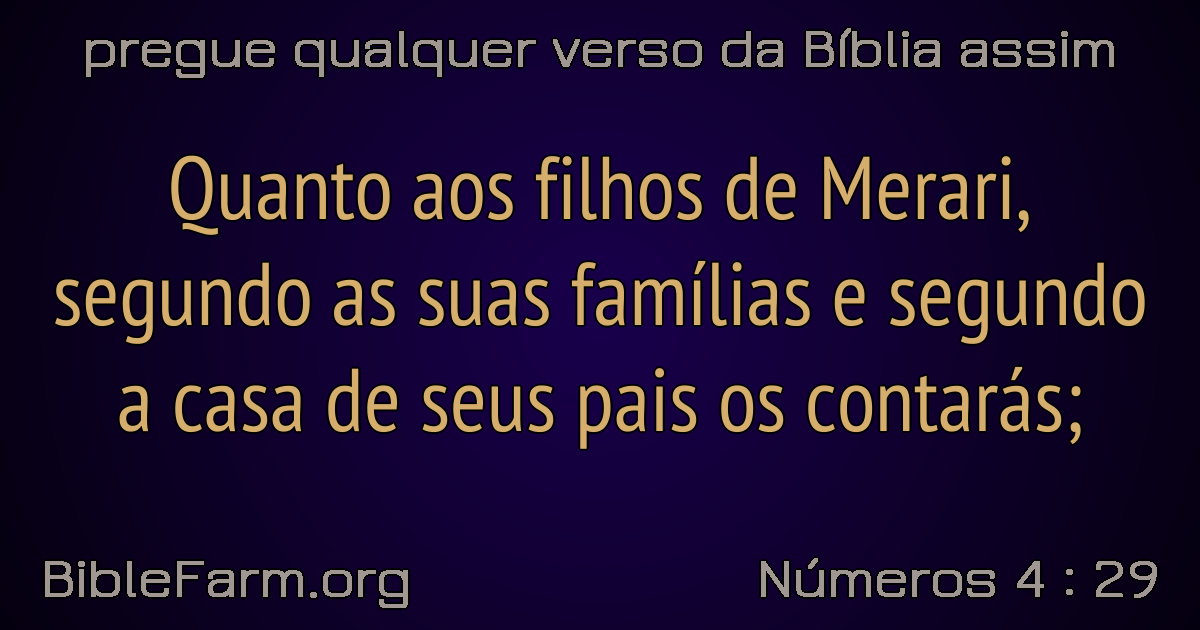 pregue qualquer verso da Bíblia assim
Quanto aos filhos de Merari,
segundo as suas famílias e segundo
a casa de seus pais os contarás;
BibleFarm.org
Números 4 : 29